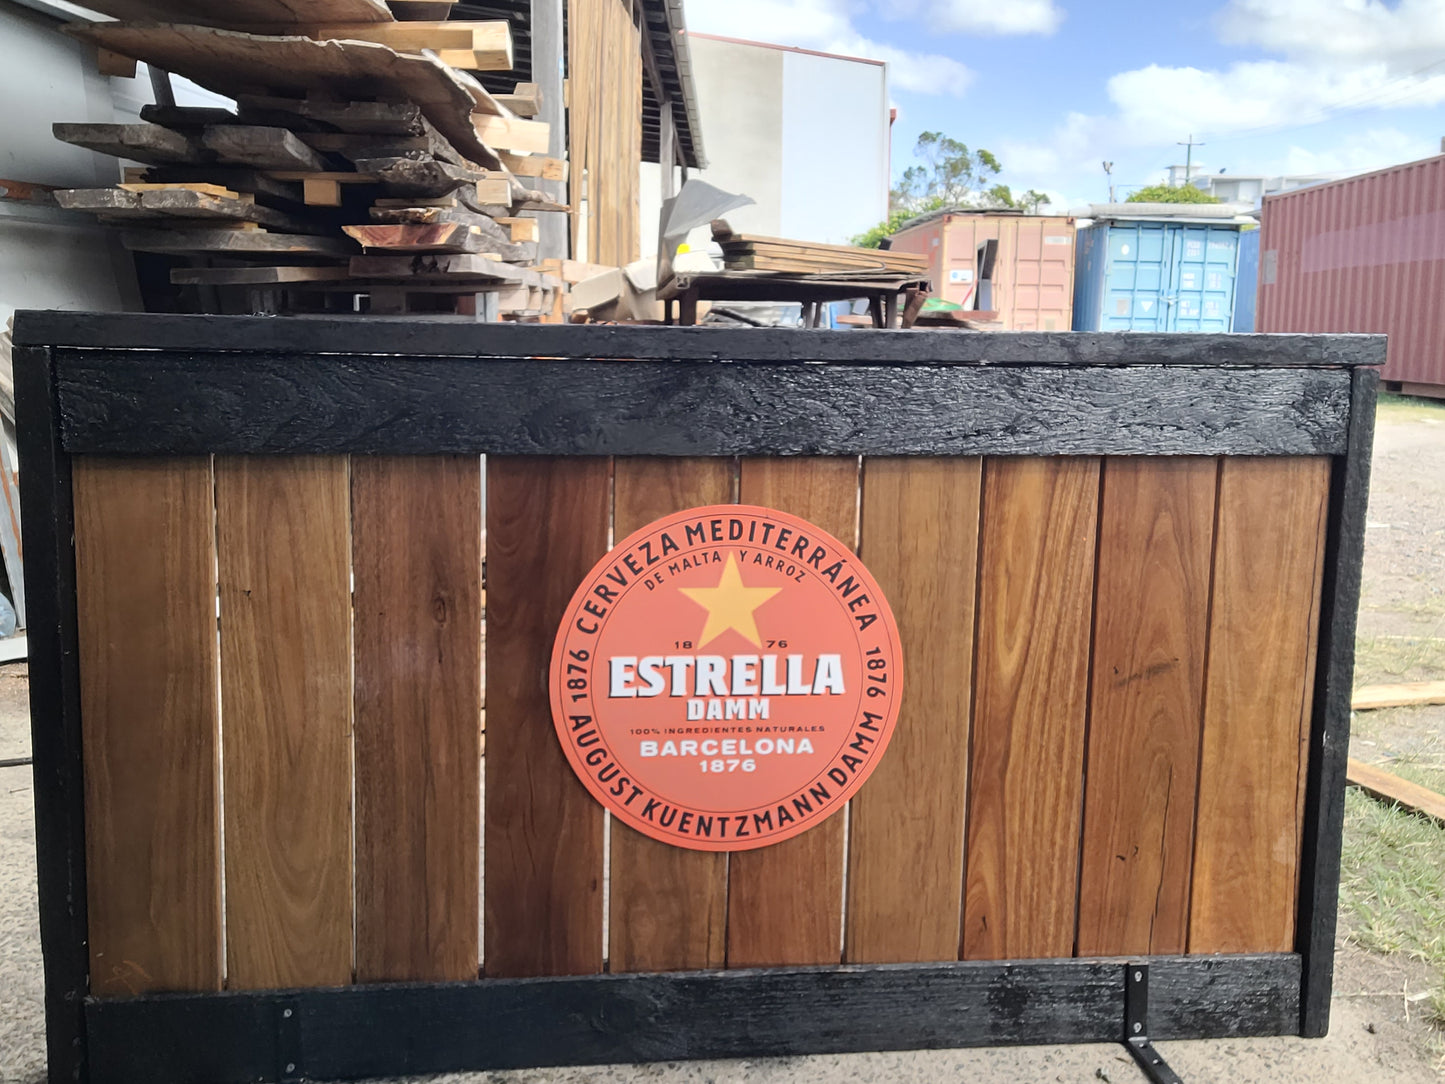 CERVEZA MEDITERRÁNEA
DE MALTA Y ARROZ
18 76
ESTRELLA
DAMM
100% INGREDIENTES NATURALES
BARCELONA
1876
1876 AUGUST KUENTZMANN DAMM 1876